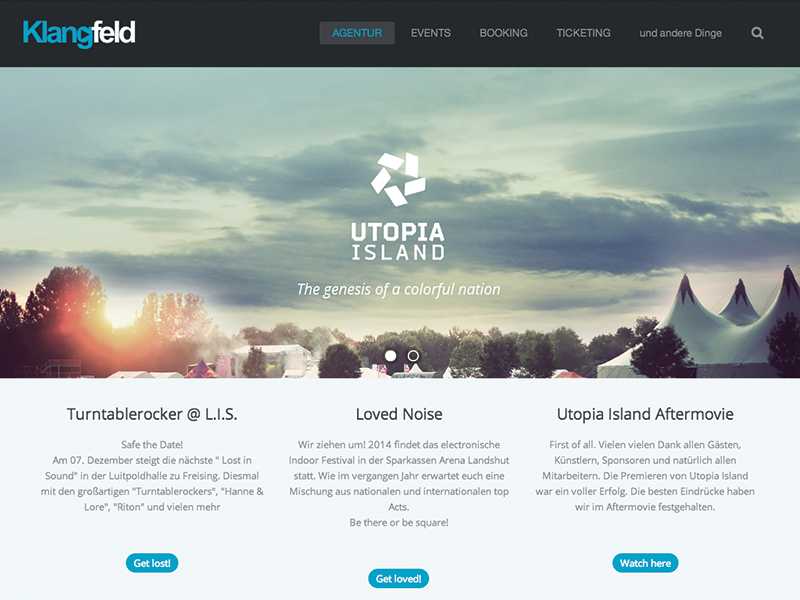 Klangfeld
AGENTUR EVENTS BOOKING TICKETING und andere Dinge
UTOPIA
ISLAND
The genesis of a colorful nation
Turntablerocker @ L.I.S.
Safe the Date!
Am 07. Dezember steigt die nächste " Lost in
Sound" in der Luitpoldhalle zu Freising. Diesmal
mit den großartigen "Turntablerockers", "Hanne &
Lore", "Riton" und vielen mehr
Get lost!
Loved Noise
Wir ziehen um! 2014 findet das electronische
Indoor Festival in der Sparkassen Arena Landshut
statt. Wie im vergangen Jahr erwartet euch eine
Mischung aus nationalen und internationalen top
Acts.
Be there or be square!
Get loved!
Utopia Island Aftermovie
First of all. Vielen vielen Dank allen Gästen,
Künstlern, Sponsoren und natürlich allen
Mitarbeitern. Die Premieren von Utopia Island
war ein voller Erfolg. Die besten Eindrücke haben
wir im Aftermovie festgehalten.
Watch here